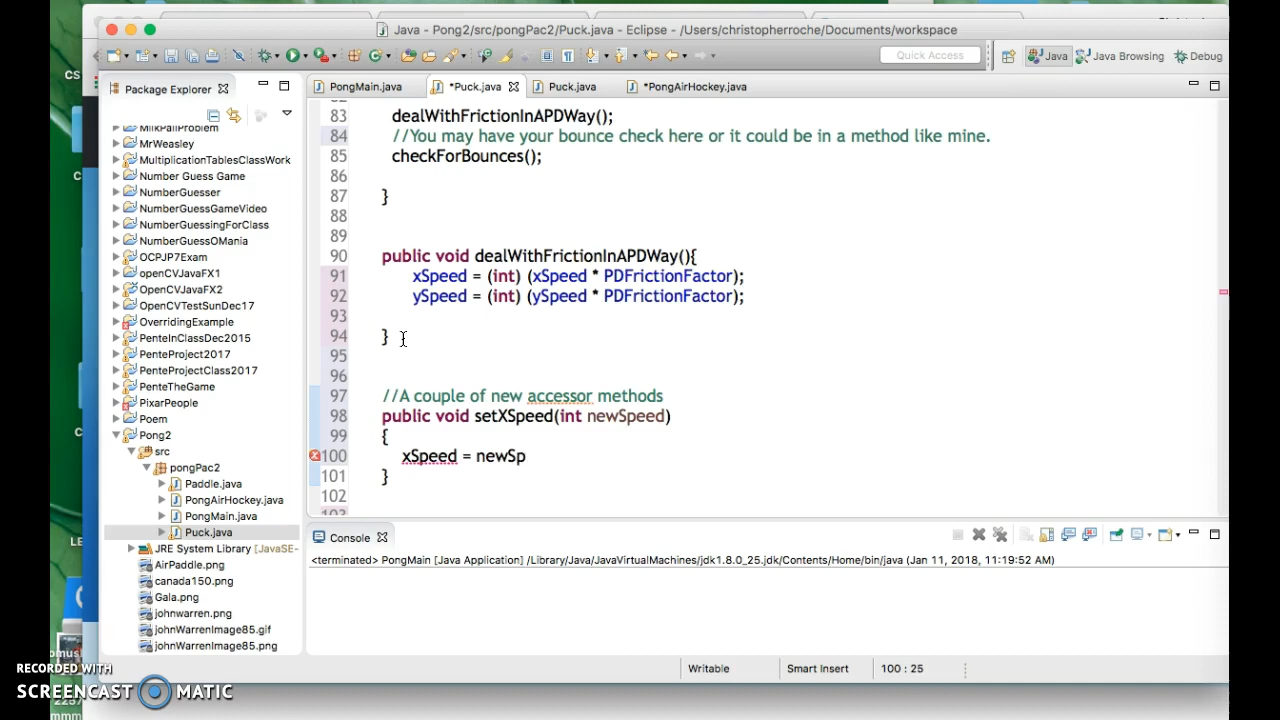 Java - Pong2/src/pongPac2/Puck.java - Eclipse - /Users/christopherroche/Documents/workspace
Quick Access
Java
Java Browsing
Debug
Package Explorer
PongMain.java
*Puck.java
Puck.java
*PongAirHockey.java
MilkPailProblem
MrWeasley
MultiplicationTablesClassWork
Number Guess Game
NumberGuesser
NumberGuessGameVideo
NumberGuessingForClass
NumberGuessOMania
OCPJP7Exam
openCVJavaFX1
OpenCVJavaFX2
OpenCVTestSunDec17
OverridingExample
PenteInClassDec2015
PenteProject2017
PenteProjectClass2017
PenteTheGame
PixarPeople
Poem
Pong2
src
pongPac2
Paddle.java
PongAirHockey.java
PongMain.java
Puck.java
JRE System Library [JavaSE-
AirPaddle.png
canada150.png
Gala.png
johnwarren.png
johnWarrenImage85.gif
johnWarrenImage85.png
83 dealWithFrictionInAPDWay();
84 //You may have your bounce check here or it could be in a method like mine.
85 checkForBounces();
86
87 }
88
89
90 public void dealWithFrictionInAPDWay(){
91 xSpeed = (int) (xSpeed * PDFrictionFactor);
92 ySpeed = (int) (ySpeed * PDFrictionFactor);
93
94 }
95
96
97 //A couple of new accessor methods
98 public void setXSpeed(int newSpeed)
99 {
100 xSpeed = newSp
101 }
102
Console
<terminated> PongMain [Java Application] /Library/Java/JavaVirtualMachines/jdk1.8.0_25.jdk/Contents/Home/bin/java (Jan 11, 2018, 11:19:52 AM)
Writable
Smart Insert
100 : 25
CS
RECORDED WITH
SCREENCAST MATIC